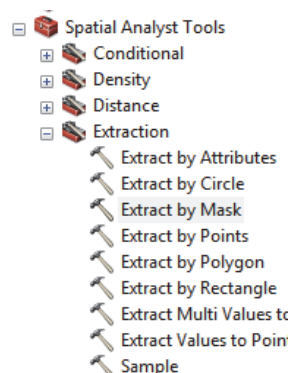 Spatial Analyst Tools
Conditional
Density
Distance
Extraction
Extract by Attributes
Extract by Circle
Extract by Mask
Extract by Points
Extract by Polygon
Extract by Rectangle
Extract Multi Values to
Extract Values to Point
Sample